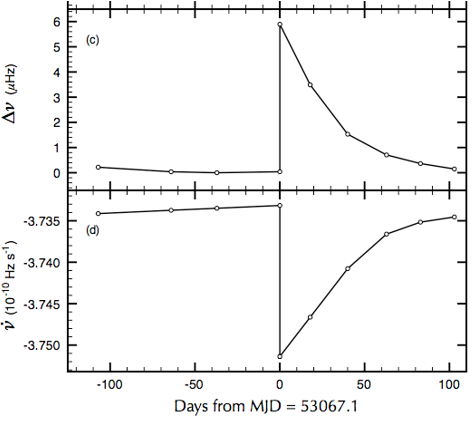 6
(c)
5
4
Δν (μHz)
3
2
1
0
-3.735
(d)
-3.740
ν̇ (10⁻¹⁰ Hz s⁻¹)
-3.745
-3.750
-100 -50 0 50 100
Days from MJD = 53067.1